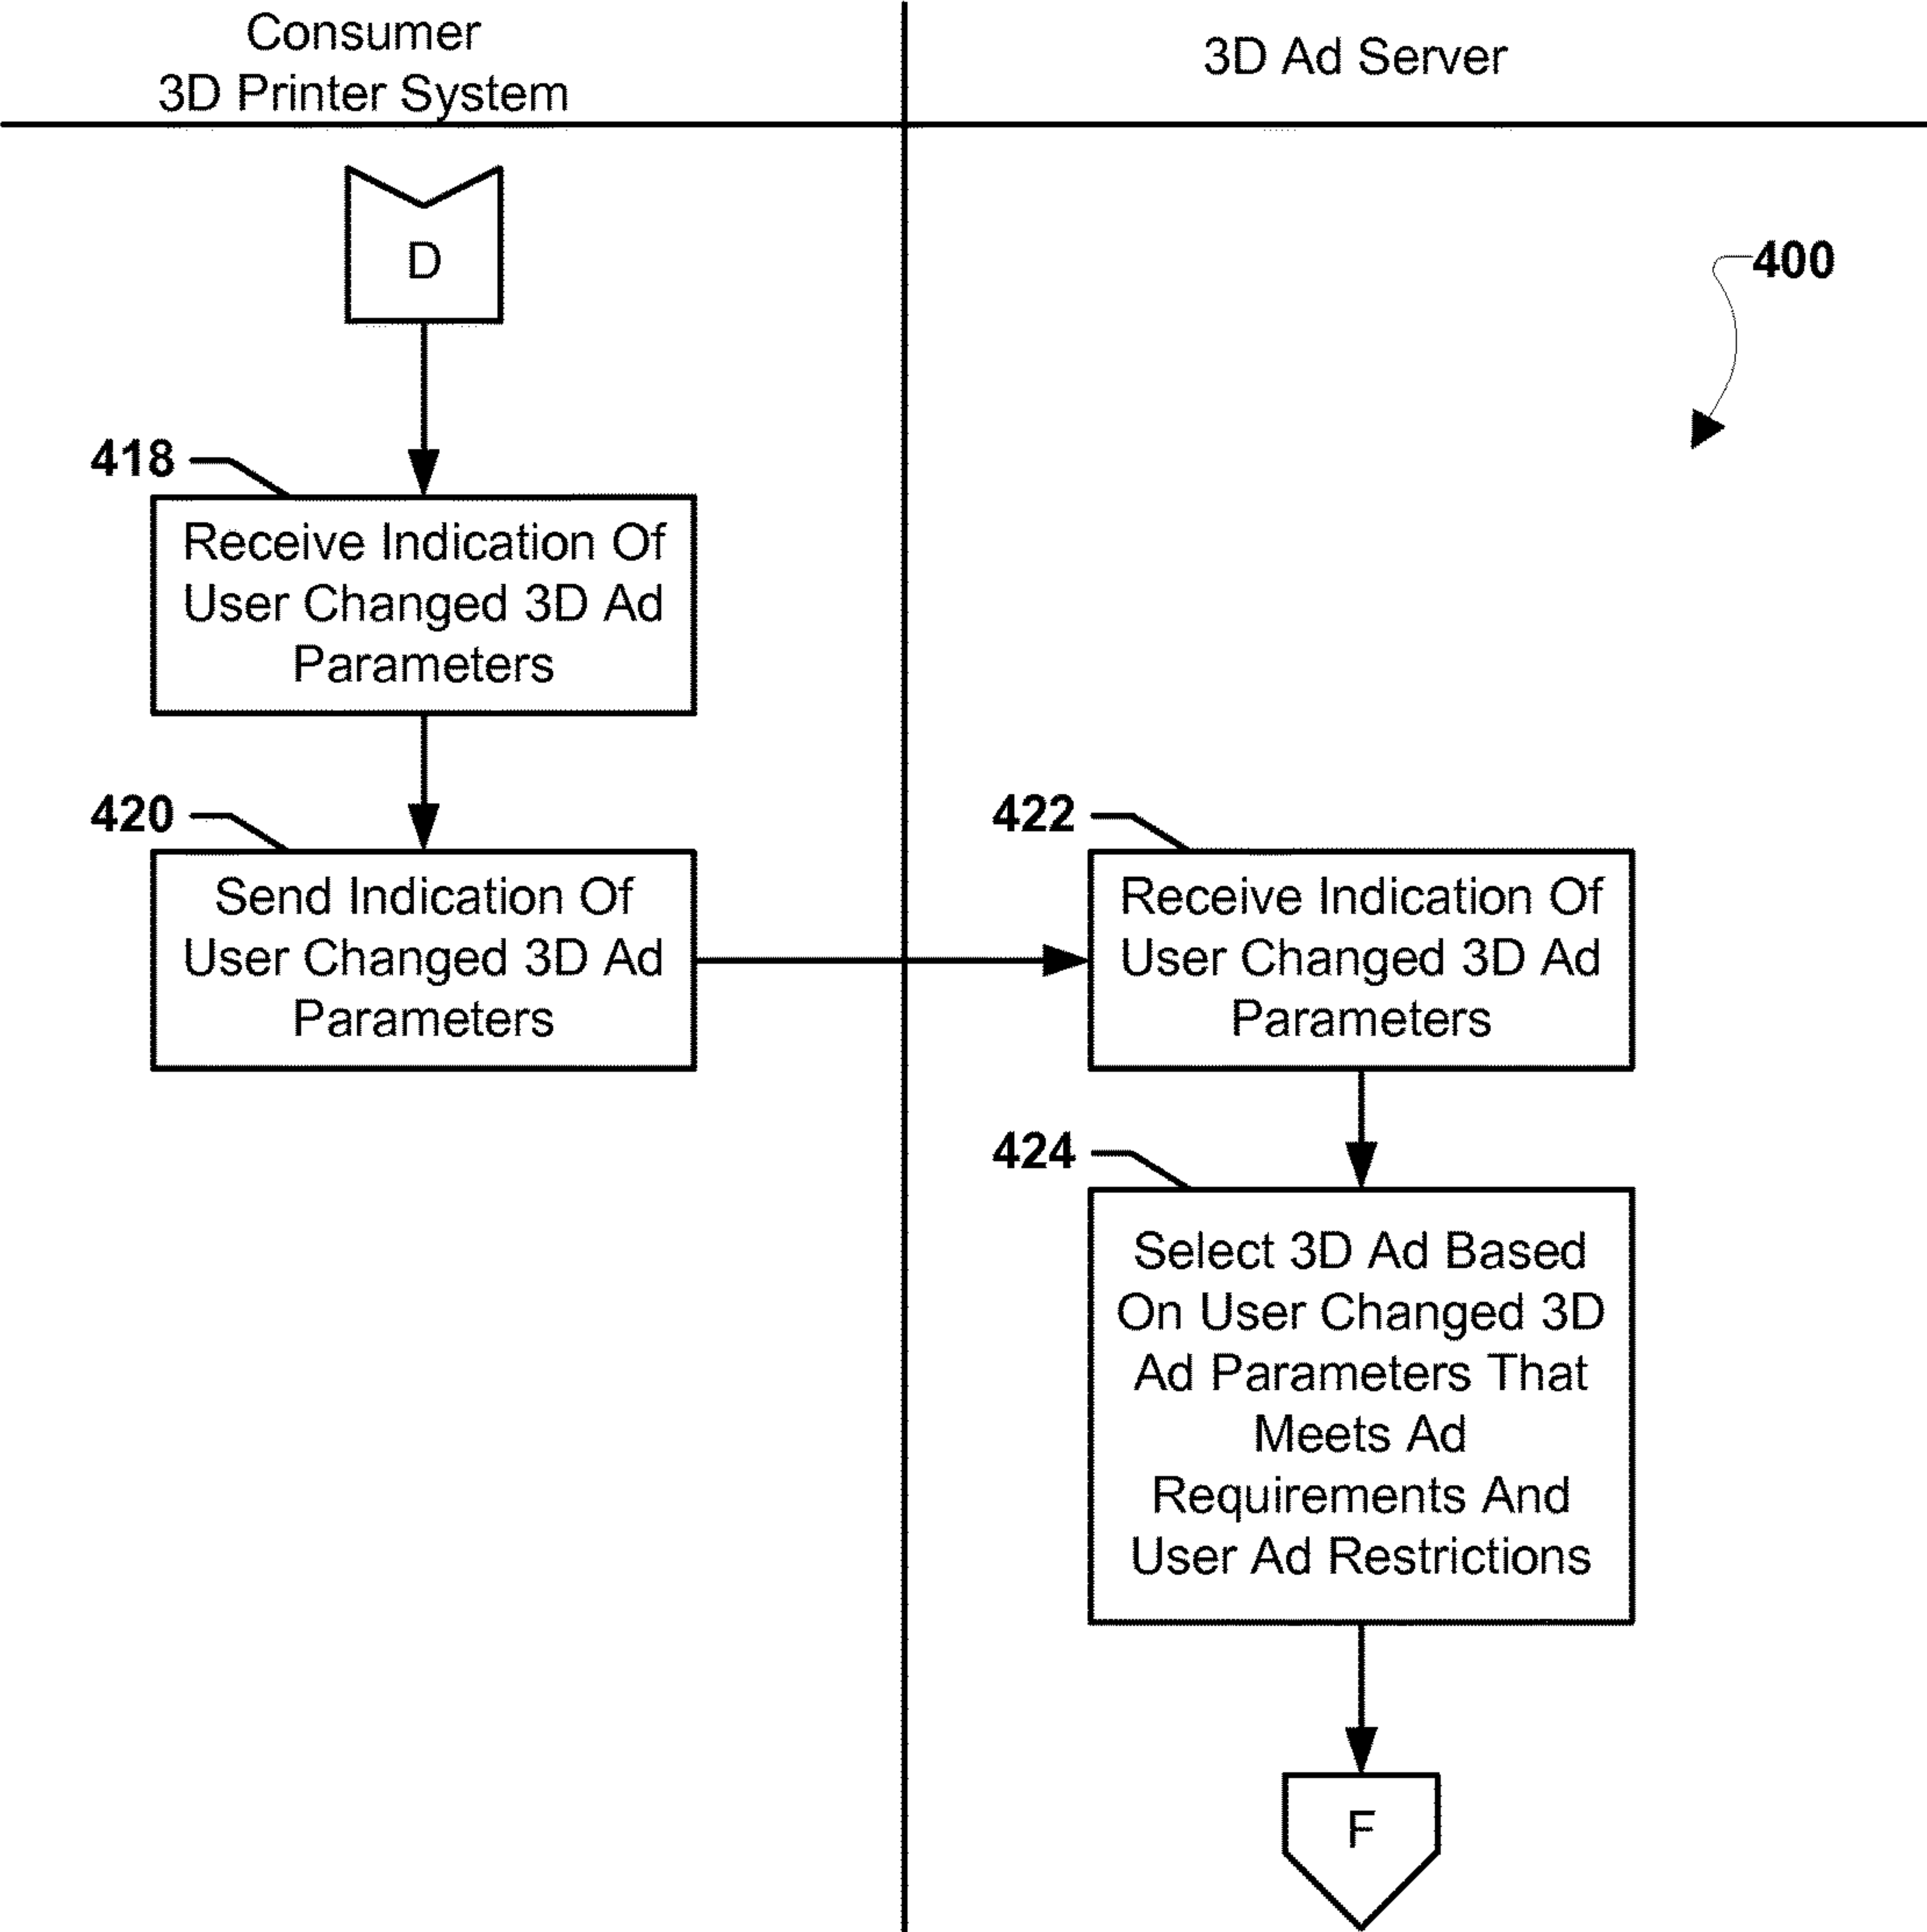 Consumer
3D Printer System
3D Ad Server
D
400
418
Receive Indication Of
User Changed 3D Ad
Parameters
420
Send Indication Of
User Changed 3D Ad
Parameters
422
Receive Indication Of
User Changed 3D Ad
Parameters
424
Select 3D Ad Based
On User Changed 3D
Ad Parameters That
Meets Ad
Requirements And
User Ad Restrictions
F